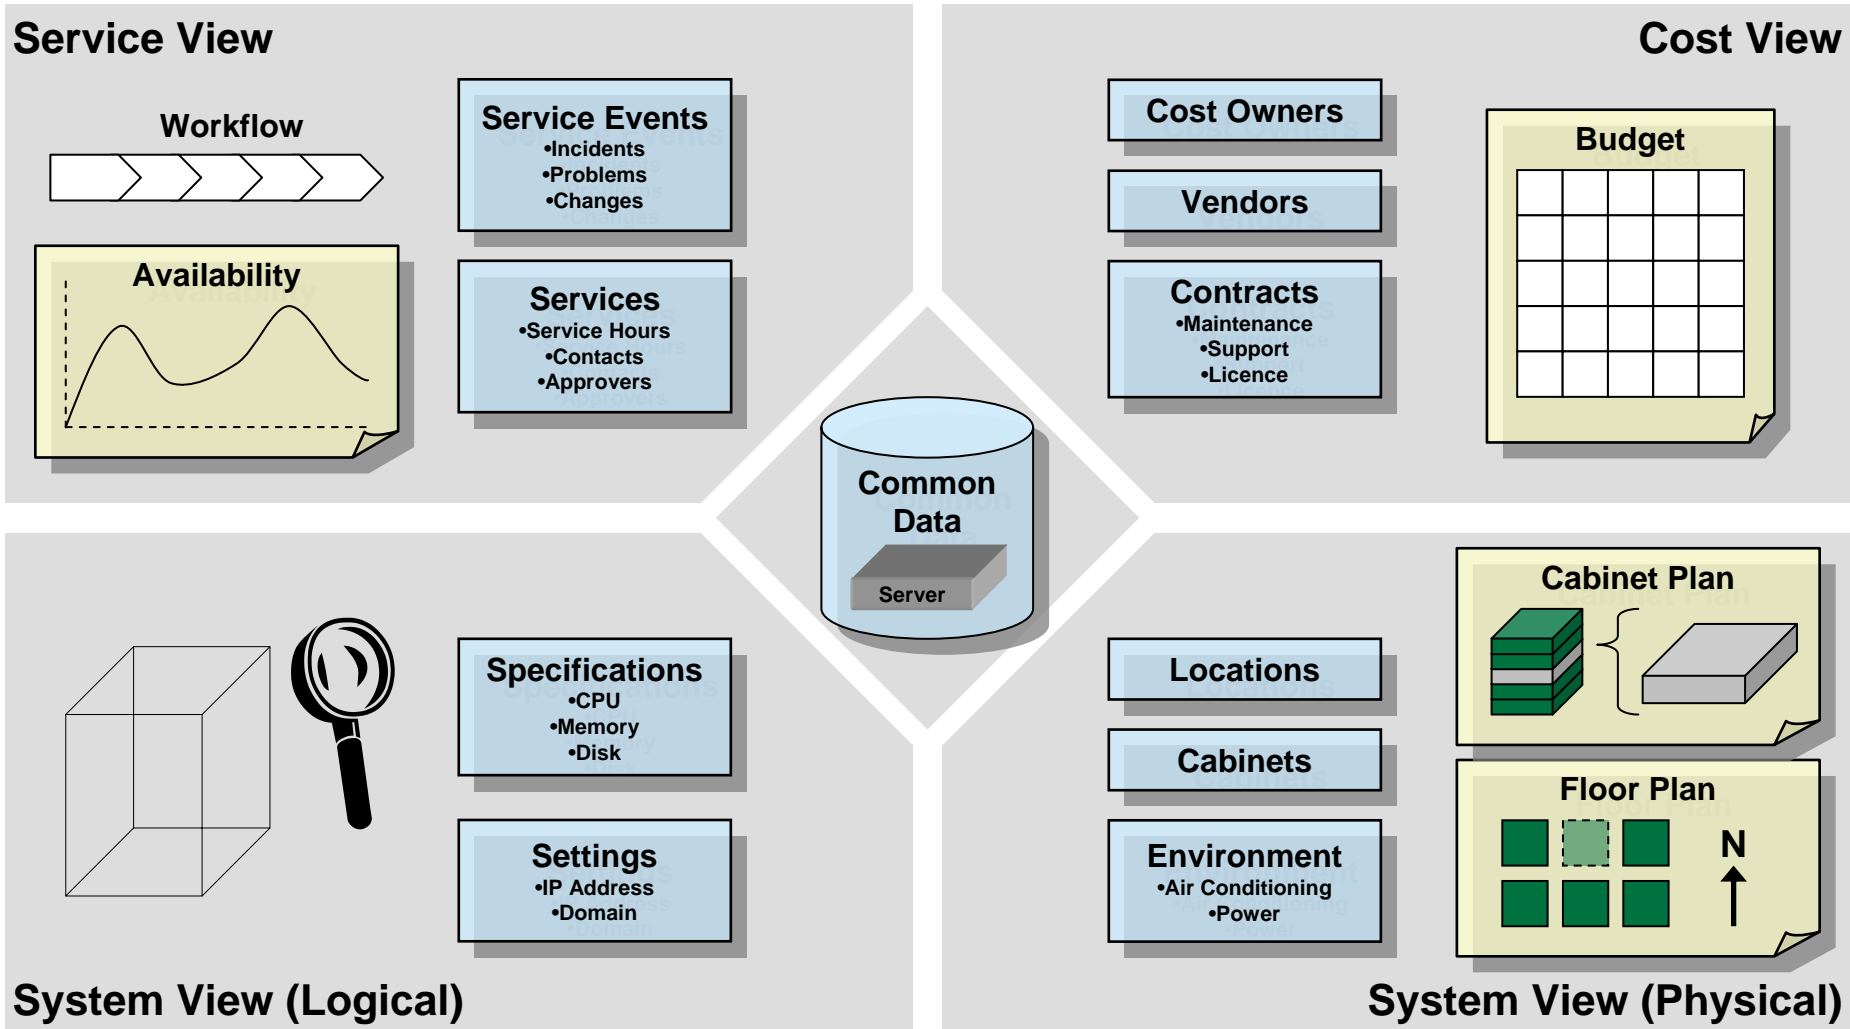 Service View
Workflow
Service Events
•Incidents
•Problems
•Changes
Availability
Services
•Service Hours
•Contacts
•Approvers
Cost View
Cost Owners
Vendors
Contracts
•Maintenance
•Support
•Licence
Budget
Common
Data
Server
Specifications
•CPU
•Memory
•Disk
Settings
•IP Address
•Domain
System View (Logical)
Locations
Cabinets
Environment
•Air Conditioning
•Power
Cabinet Plan
Floor Plan
N
System View (Physical)